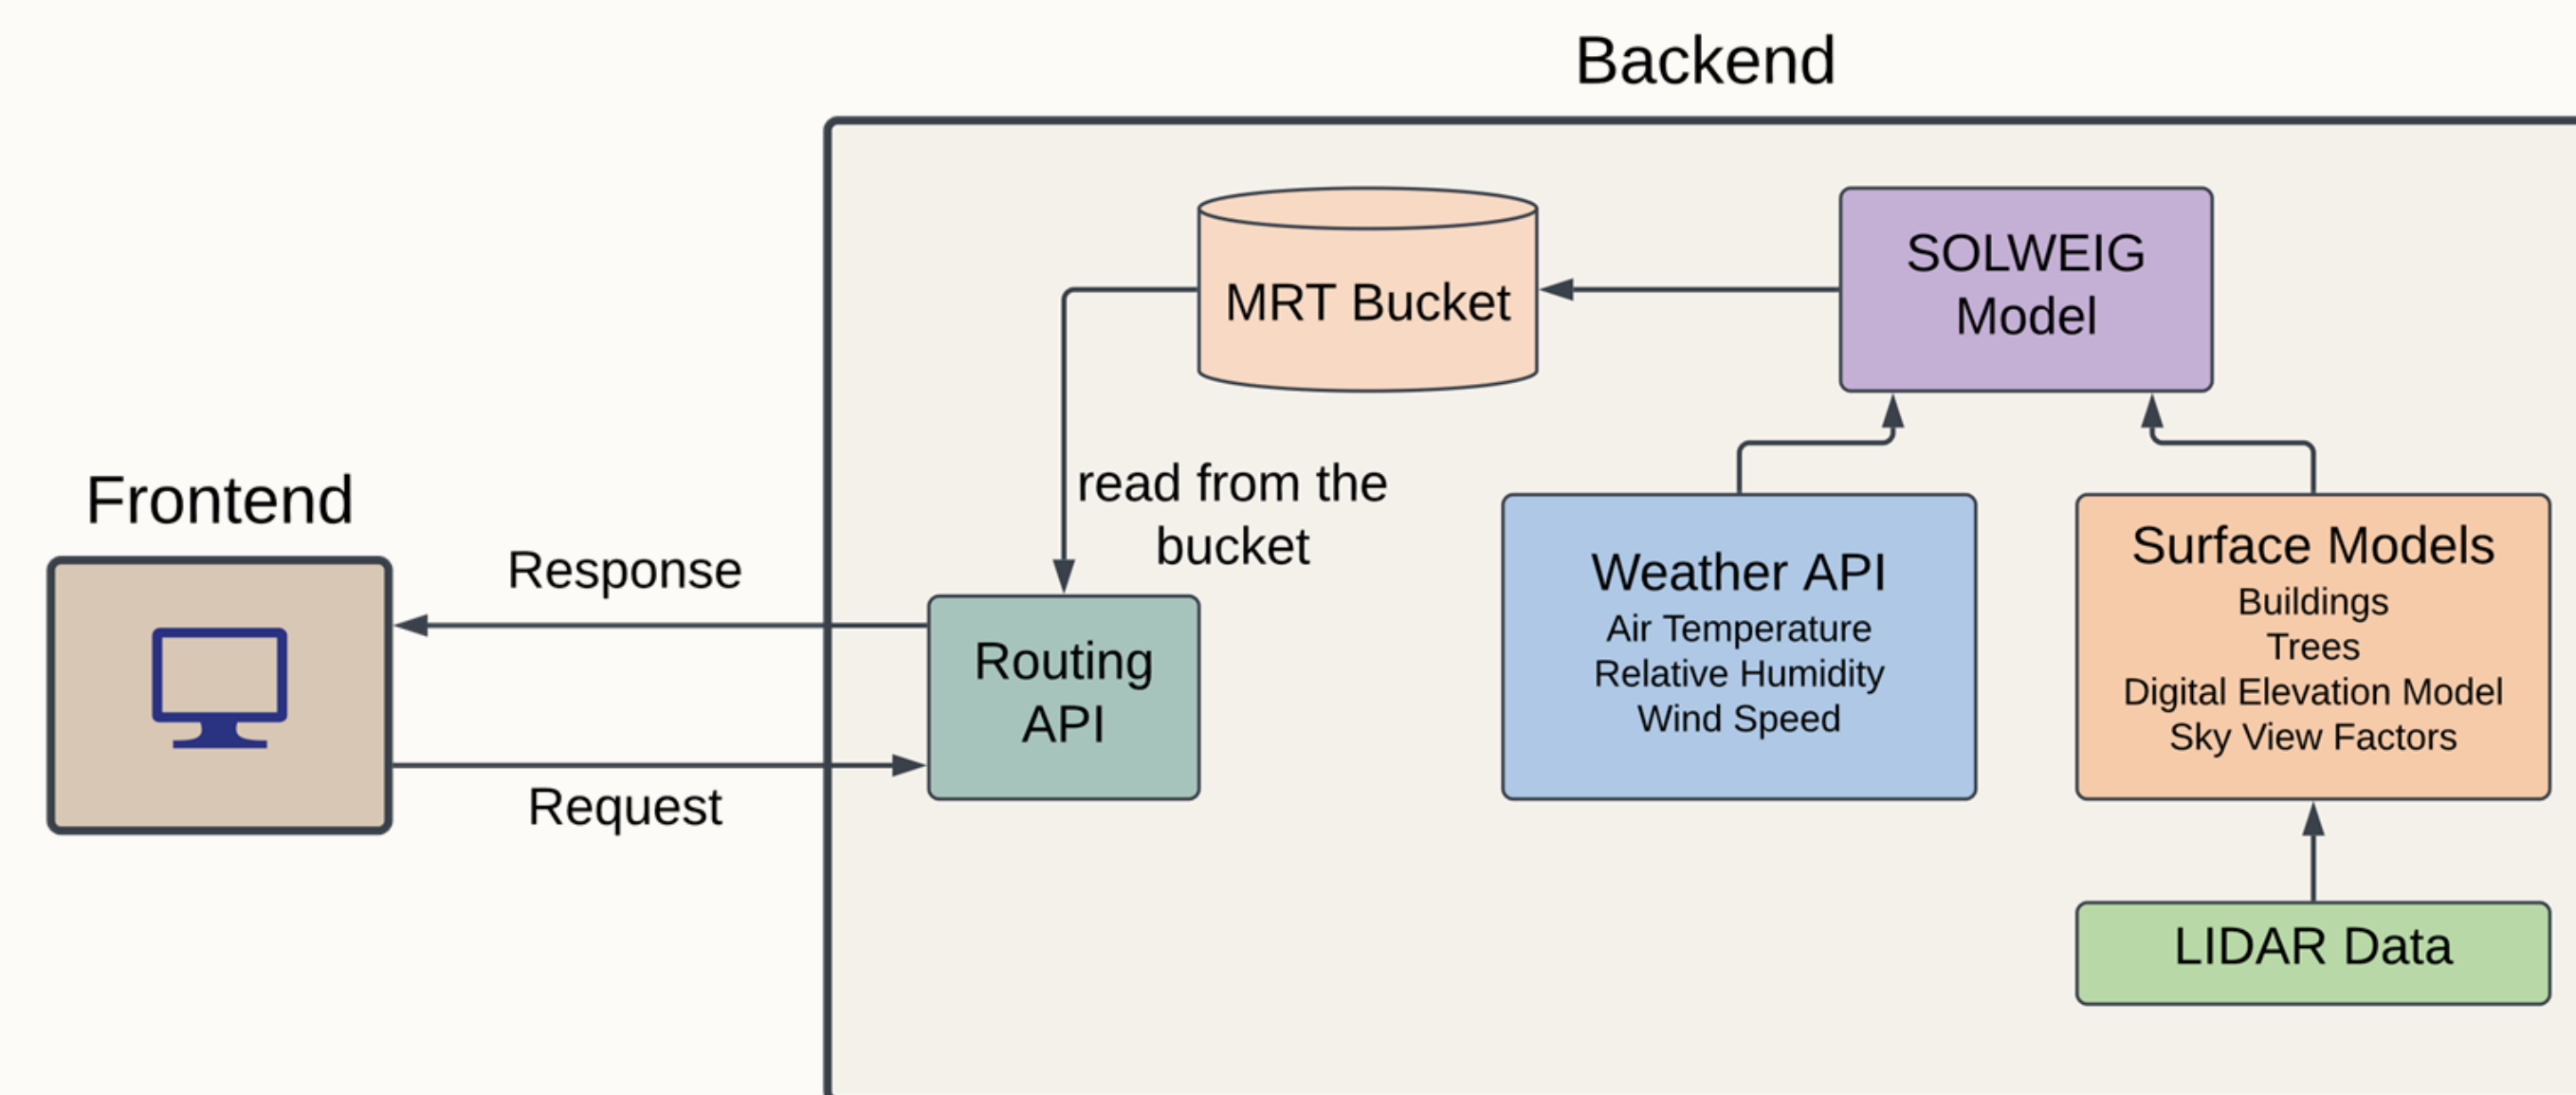 Backend
MRT Bucket
SOLWEIG
Model
read from the
bucket
Frontend
Response
Request
Routing
API
Weather API
Air Temperature
Relative Humidity
Wind Speed
Surface Models
Buildings
Trees
Digital Elevation Model
Sky View Factors
LIDAR Data